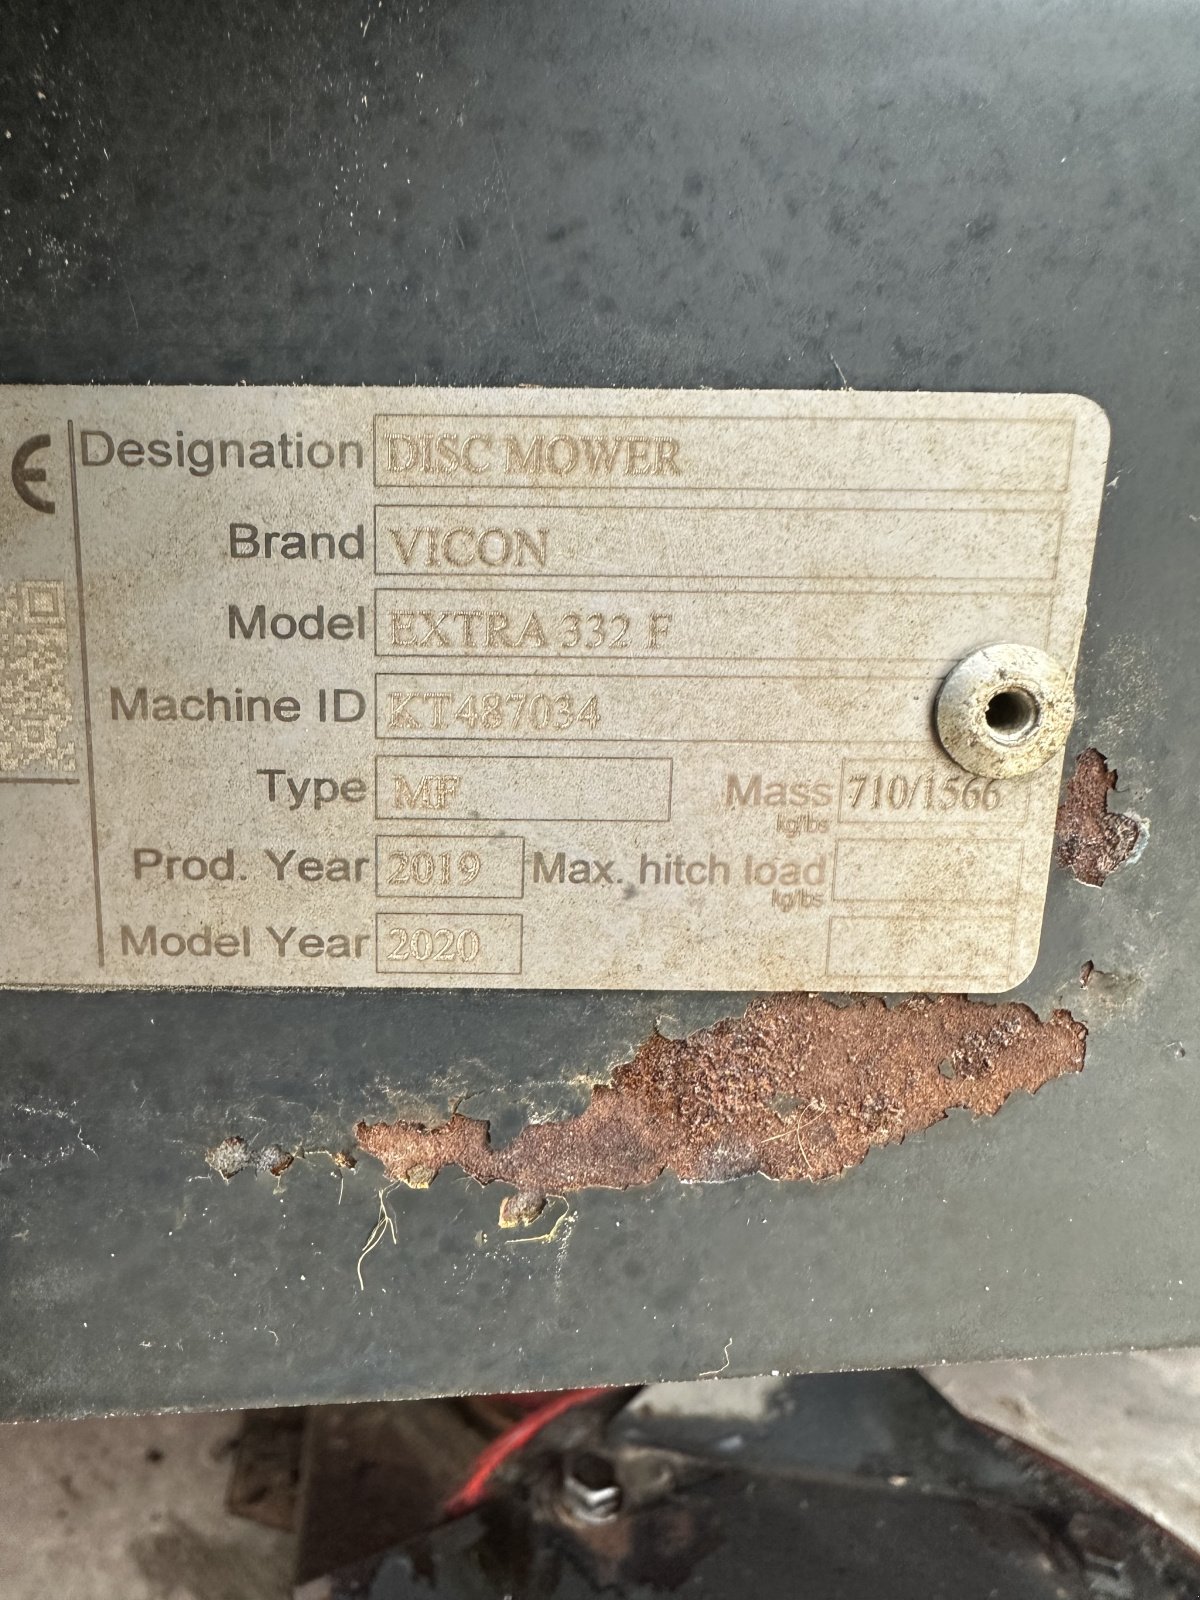 CE
Designation DISC MOWER
Brand VICON
Model EXTRA 332 F
Machine ID KT487034
Type MF Mass 710/1566
kg/lbs
Prod. Year 2019 Max. hitch load
kg/lbs
Model Year 2020